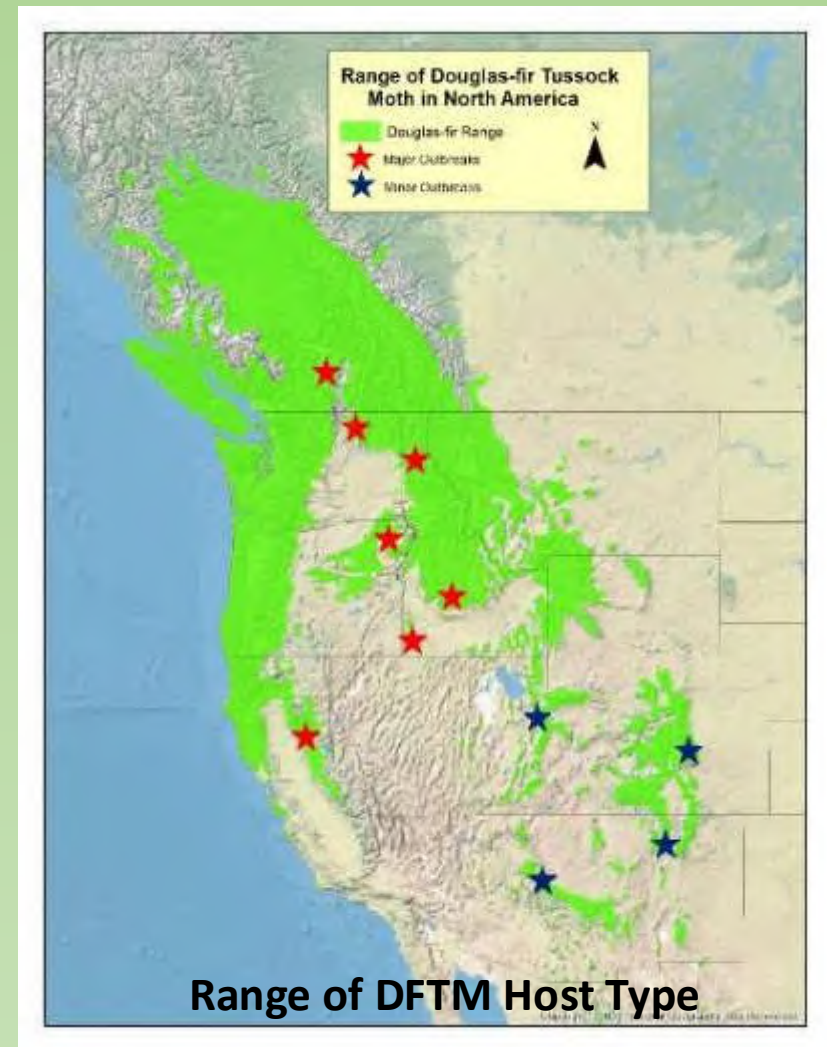 Range of Douglas-fir Tussock
Moth in North America
Douglas-fir Range
N
Major Outbreaks
Minor Outbreaks
Range of DFTM Host Type